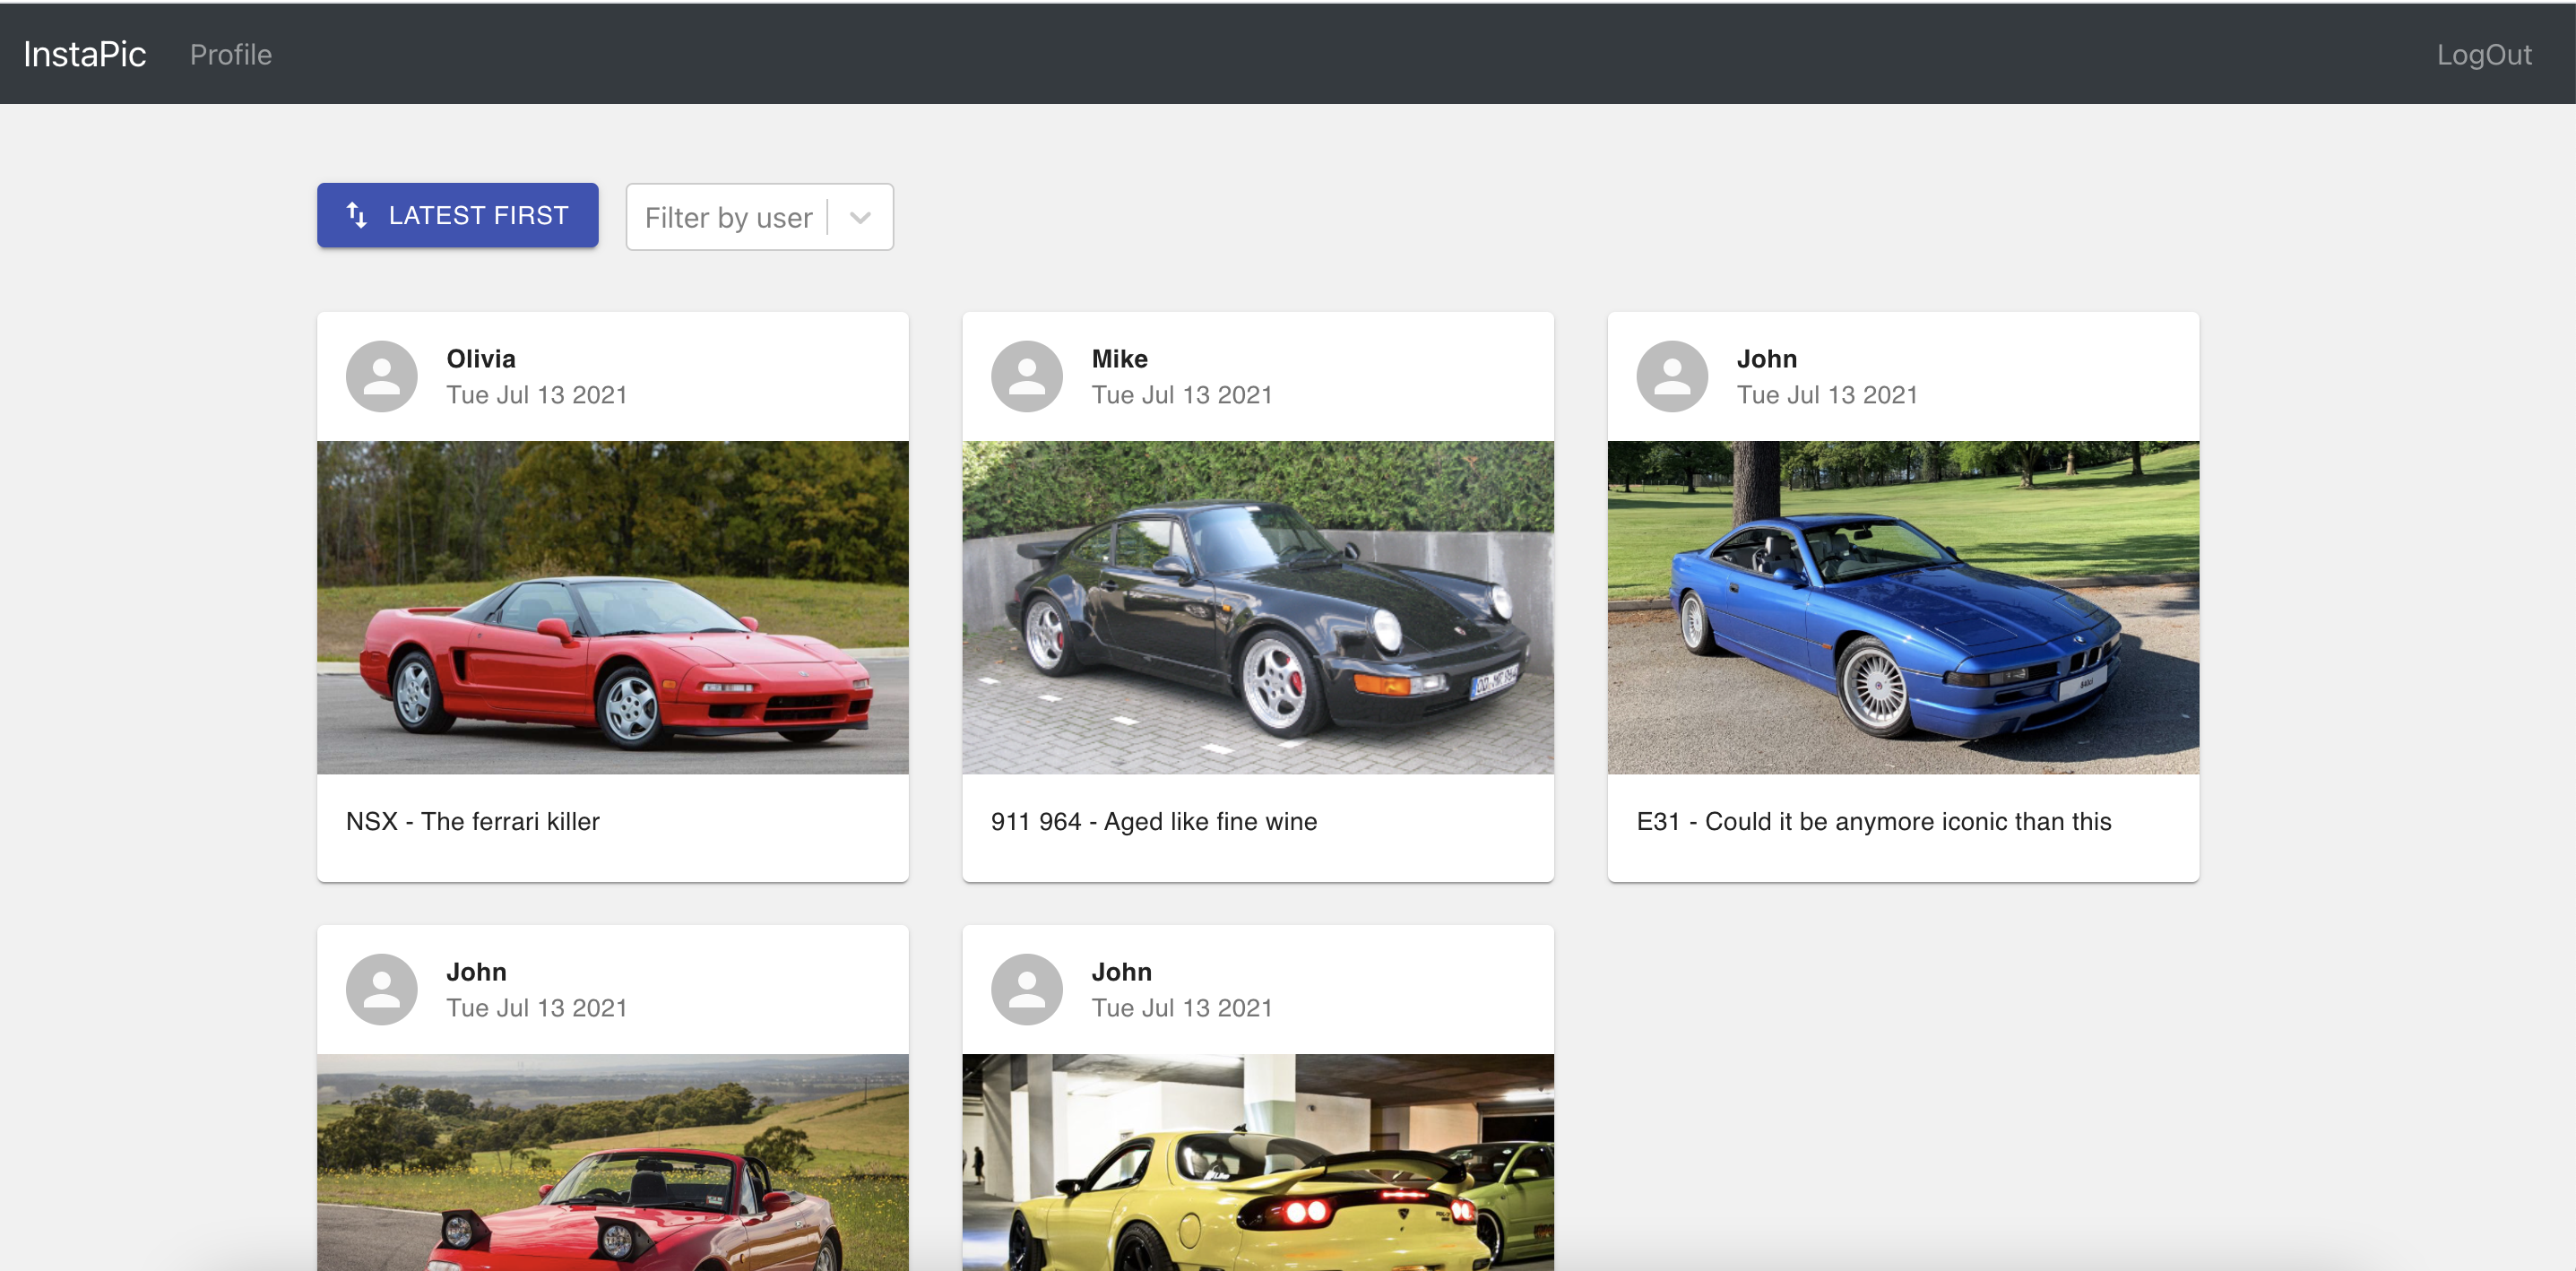 InstaPic Profile LogOut
LATEST FIRST Filter by user
Olivia
Tue Jul 13 2021
NSX - The ferrari killer
Mike
Tue Jul 13 2021
911 964 - Aged like fine wine
John
Tue Jul 13 2021
E31 - Could it be anymore iconic than this
John
Tue Jul 13 2021
John
Tue Jul 13 2021